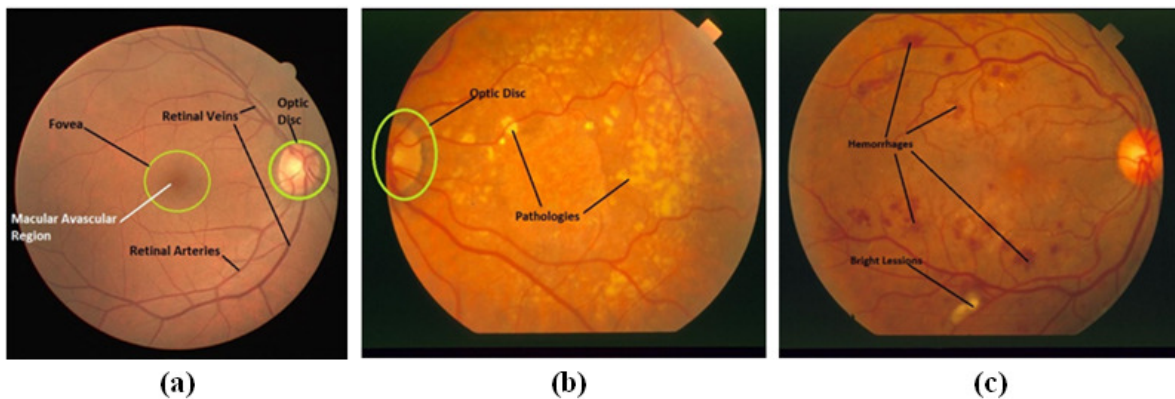 Fovea
Retinal Veins
Optic
Disc
Macular Avascular
Region
Retinal Arteries
Optic Disc
Pathologies
Hemorrhages
Bright Lessions
(a)
(b)
(c)